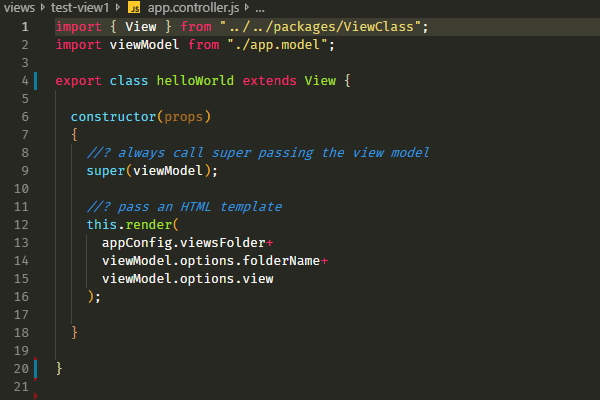 views › test-view1 › JS app.controller.js › ...
1 import { View } from "../../packages/ViewClass";
2 import viewModel from "./app.model";
3
4 export class helloWorld extends View {
5
6 constructor(props)
7 {
8 //? always call super passing the view model
9 super(viewModel);
10
11 //? pass an HTML template
12 this.render(
13 appConfig.viewsFolder+
14 viewModel.options.folderName+
15 viewModel.options.view
16 );
17
18 }
19
20 }
21